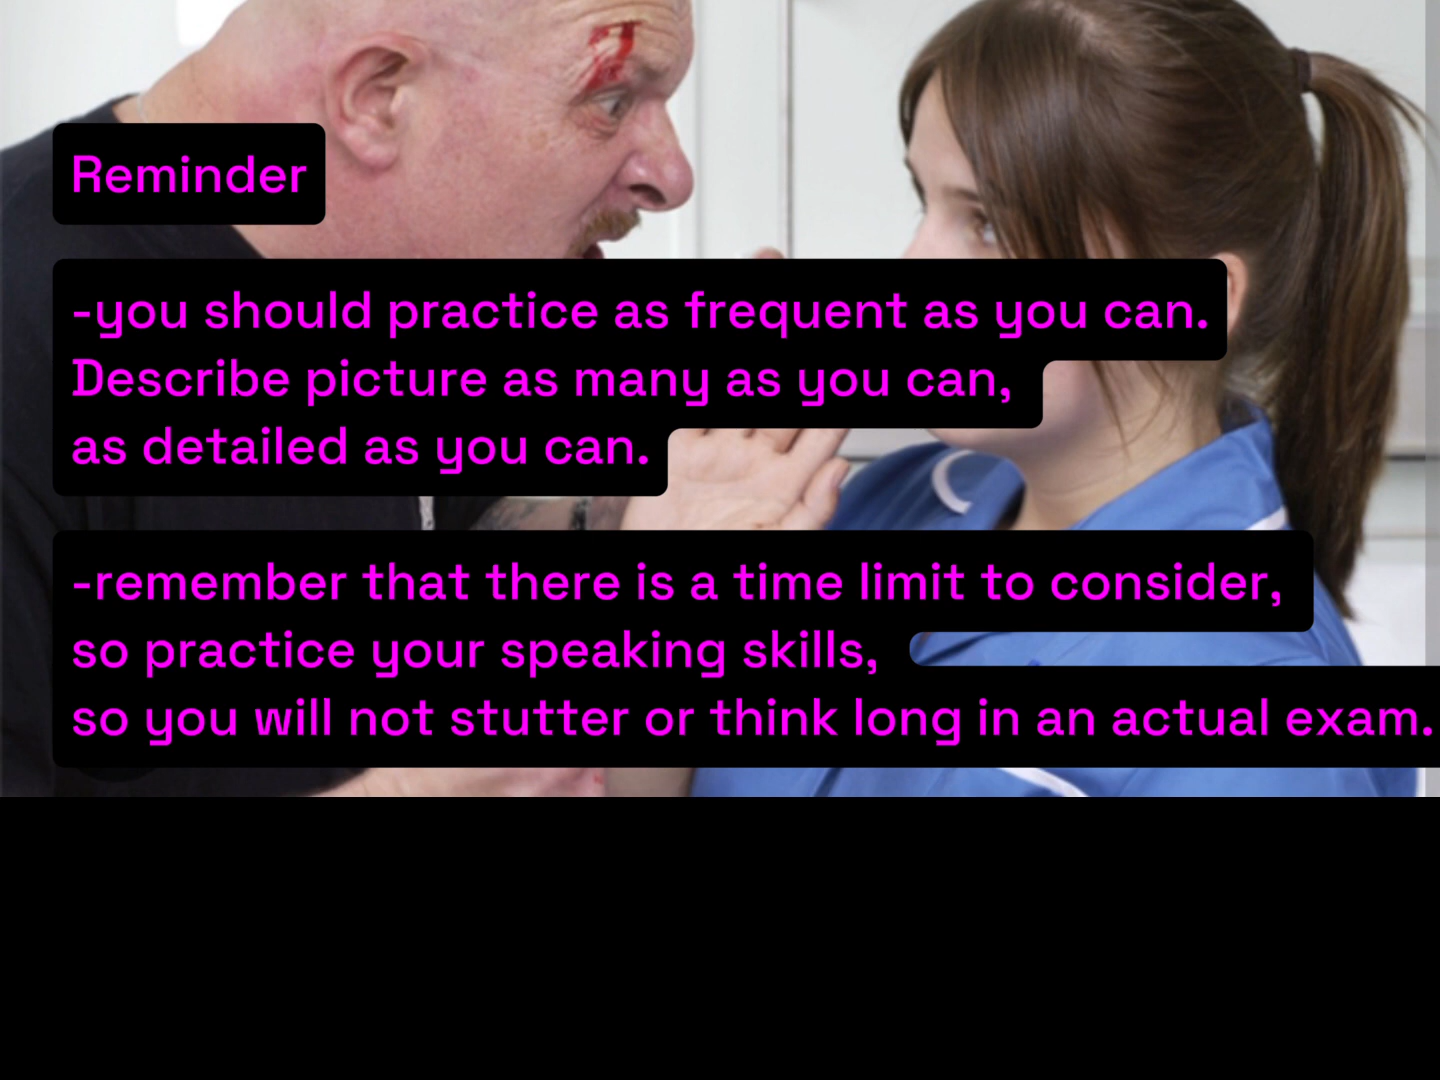 Reminder
-you should practice as frequent as you can.
Describe picture as many as you can,
as detailed as you can.
-remember that there is a time limit to consider,
so practice your speaking skills,
so you will not stutter or think long in an actual exam.